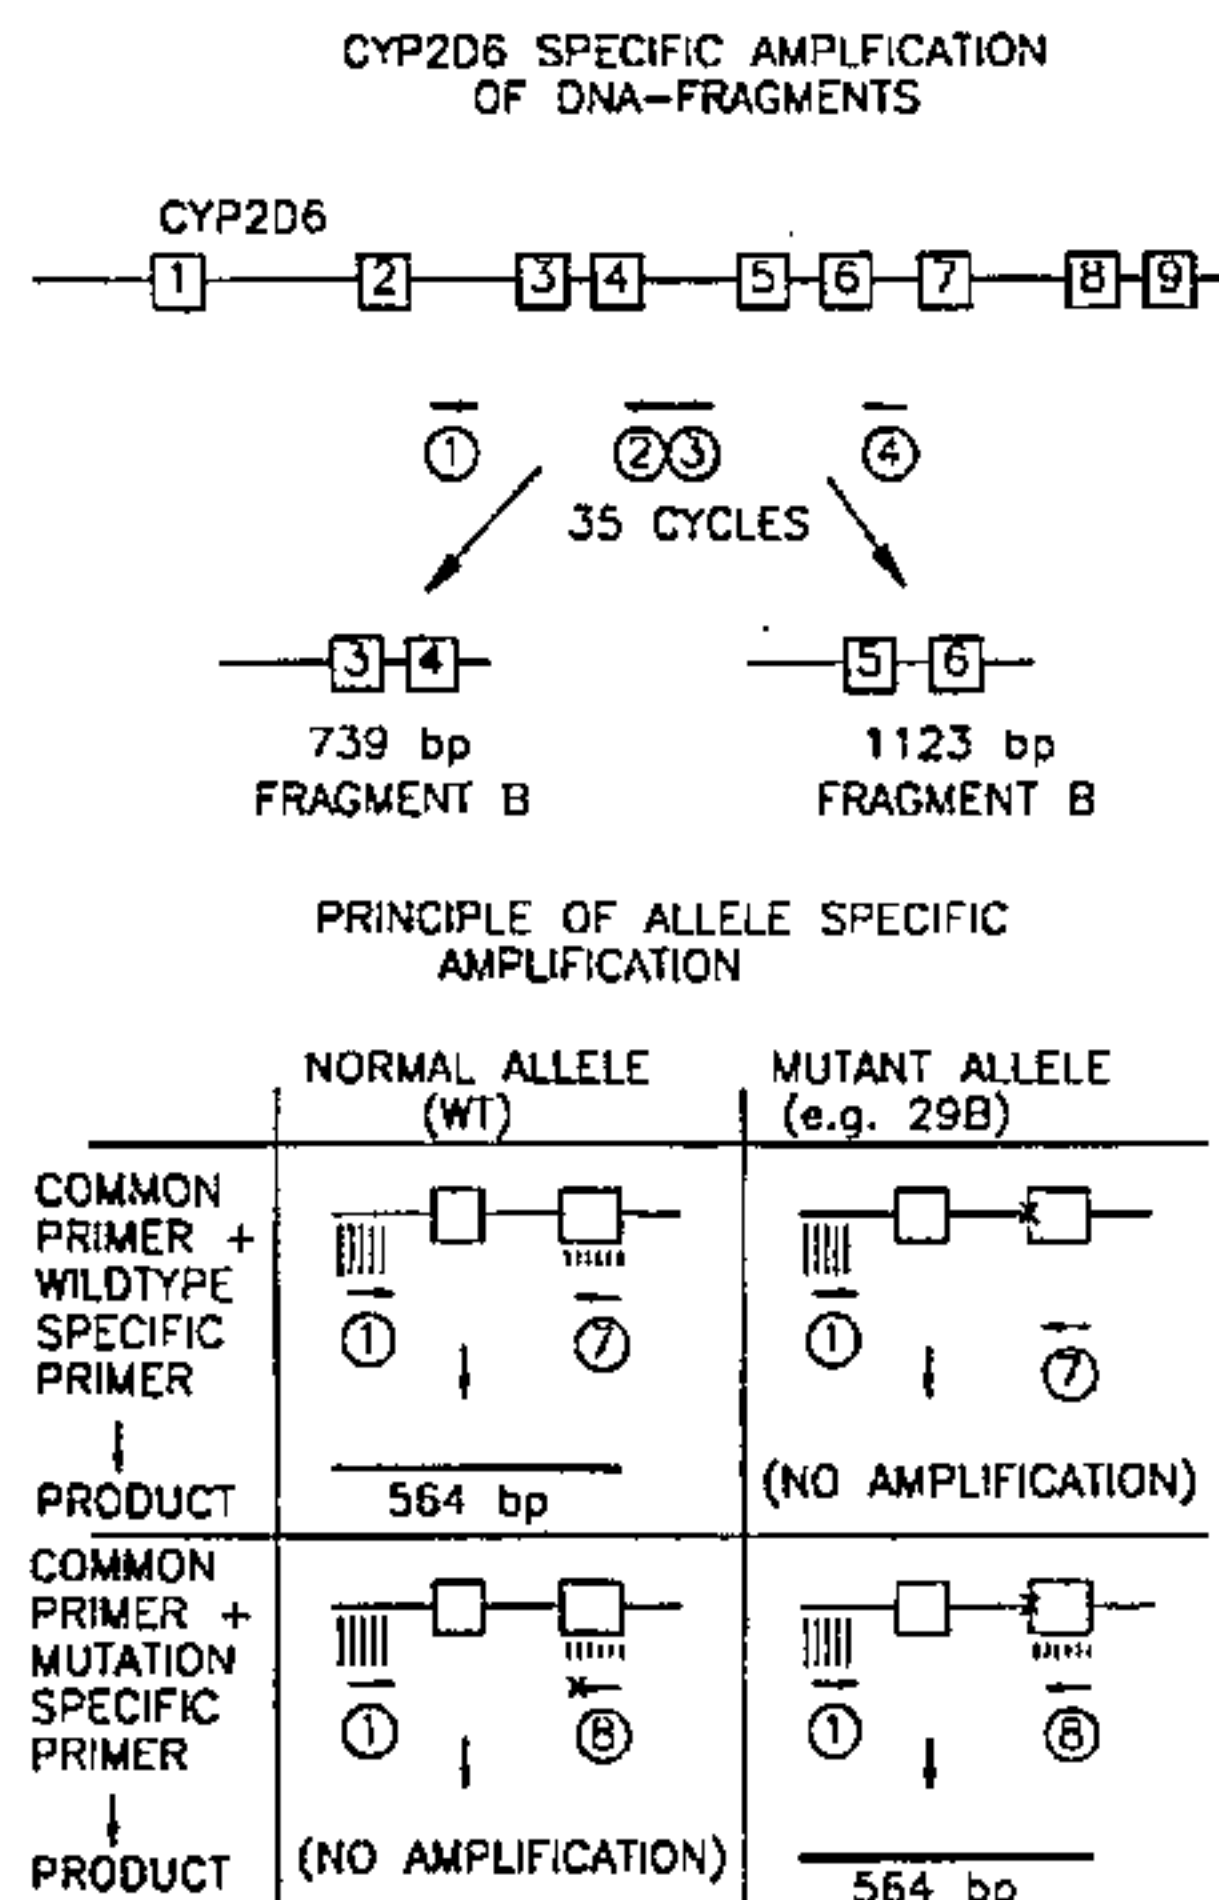 CYP2D6 SPECIFIC AMPLFICATION
OF DNA-FRAGMENTS
CYP2D6
1 2 3 4 5 6 7 8 9
1 2 3 4
35 CYCLES
3 4 5 6
739 bp 1123 bp
FRAGMENT B FRAGMENT B
PRINCIPLE OF ALLELE SPECIFIC
AMPLIFICATION
NORMAL ALLELE
(WT)
MUTANT ALLELE
(e.g. 29B)
COMMON
PRIMER +
WILDTYPE
SPECIFIC
PRIMER
PRODUCT
1 7
564 bp
1 7
(NO AMPLIFICATION)
COMMON
PRIMER +
MUTATION
SPECIFIC
PRIMER
PRODUCT
1 8
(NO AMPLIFICATION)
1 8
564 bp